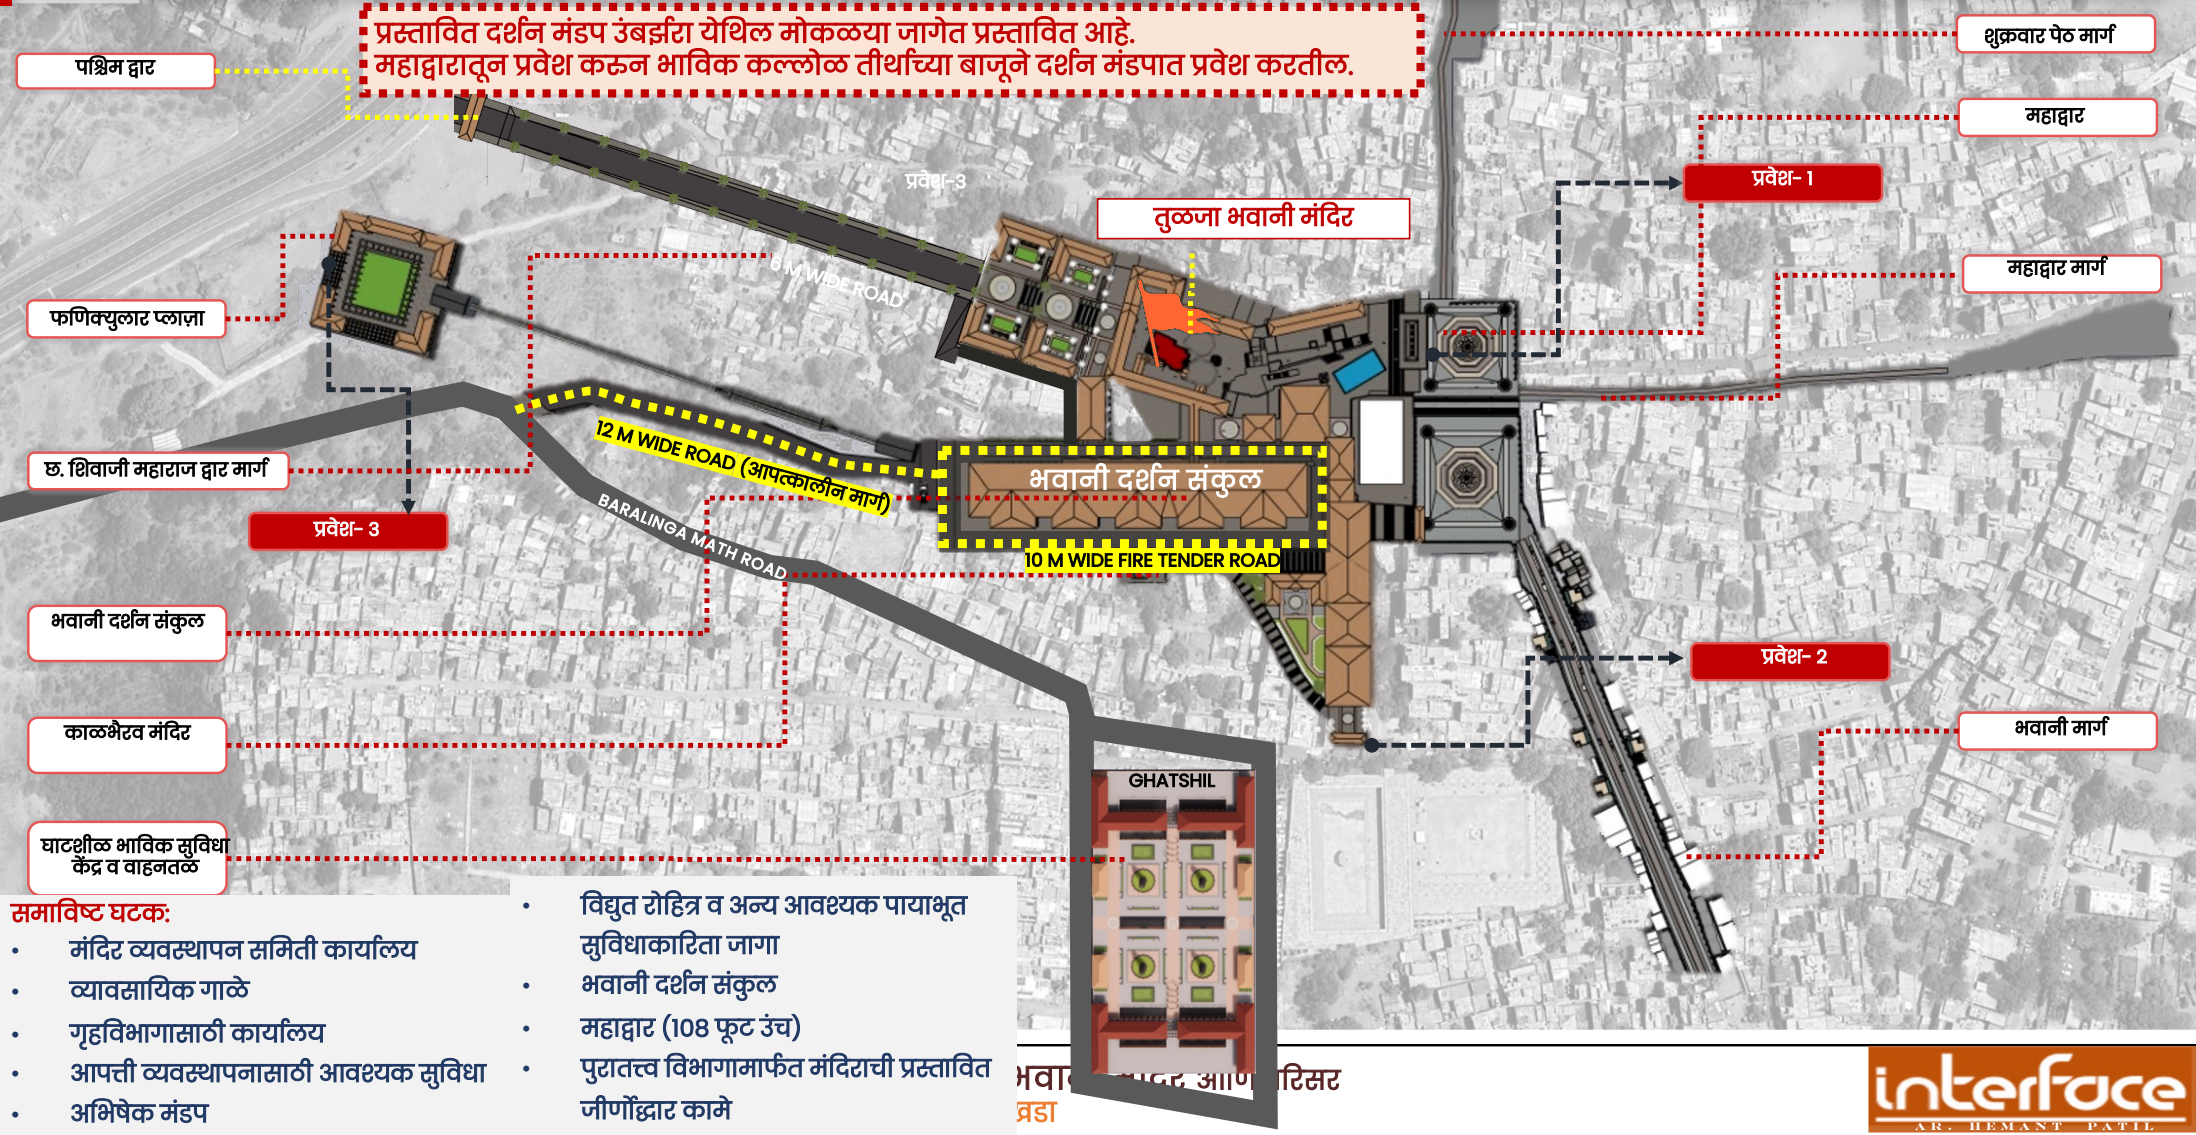 प्रस्तावित दर्शन मंडप उंबर्झरा येथिल मोकळया जागेत प्रस्तावित आहे.
महाद्वारातून प्रवेश करुन भाविक कल्लोळ तीर्थाच्या बाजूने दर्शन मंडपात प्रवेश करतील.
शुक्रवार पेठ मार्ग
पश्चिम द्वार
महाद्वार
प्रवेश- 1
प्रवेश-3
तुळजा भवानी मंदिर
महाद्वार मार्ग
6 M WIDE ROAD
फणिक्युलार प्लाज़ा
12 M WIDE ROAD (आपत्कालीन मार्ग)
छ. शिवाजी महाराज द्वार मार्ग
भवानी दर्शन संकुल
प्रवेश- 3
BARALINGA MATH ROAD
10 M WIDE FIRE TENDER ROAD
भवानी दर्शन संकुल
प्रवेश- 2
काळभैरव मंदिर
भवानी मार्ग
GHATSHIL
घाटशीळ भाविक सुविधा
केंद्र व वाहनतळ
समाविष्ट घटक:
• मंदिर व्यवस्थापन समिती कार्यालय
• व्यावसायिक गाळे
• गृहविभागासाठी कार्यालय
• आपत्ती व्यवस्थापनासाठी आवश्यक सुविधा
• अभिषेक मंडप
• विद्युत रोहित्र व अन्य आवश्यक पायाभूत
सुविधाकारिता जागा
• भवानी दर्शन संकुल
• महाद्वार (108 फूट उंच)
• पुरातत्त्व विभागामार्फत मंदिराची प्रस्तावित
जीर्णोद्धार कामे
interface
AR. HEMANT PATIL